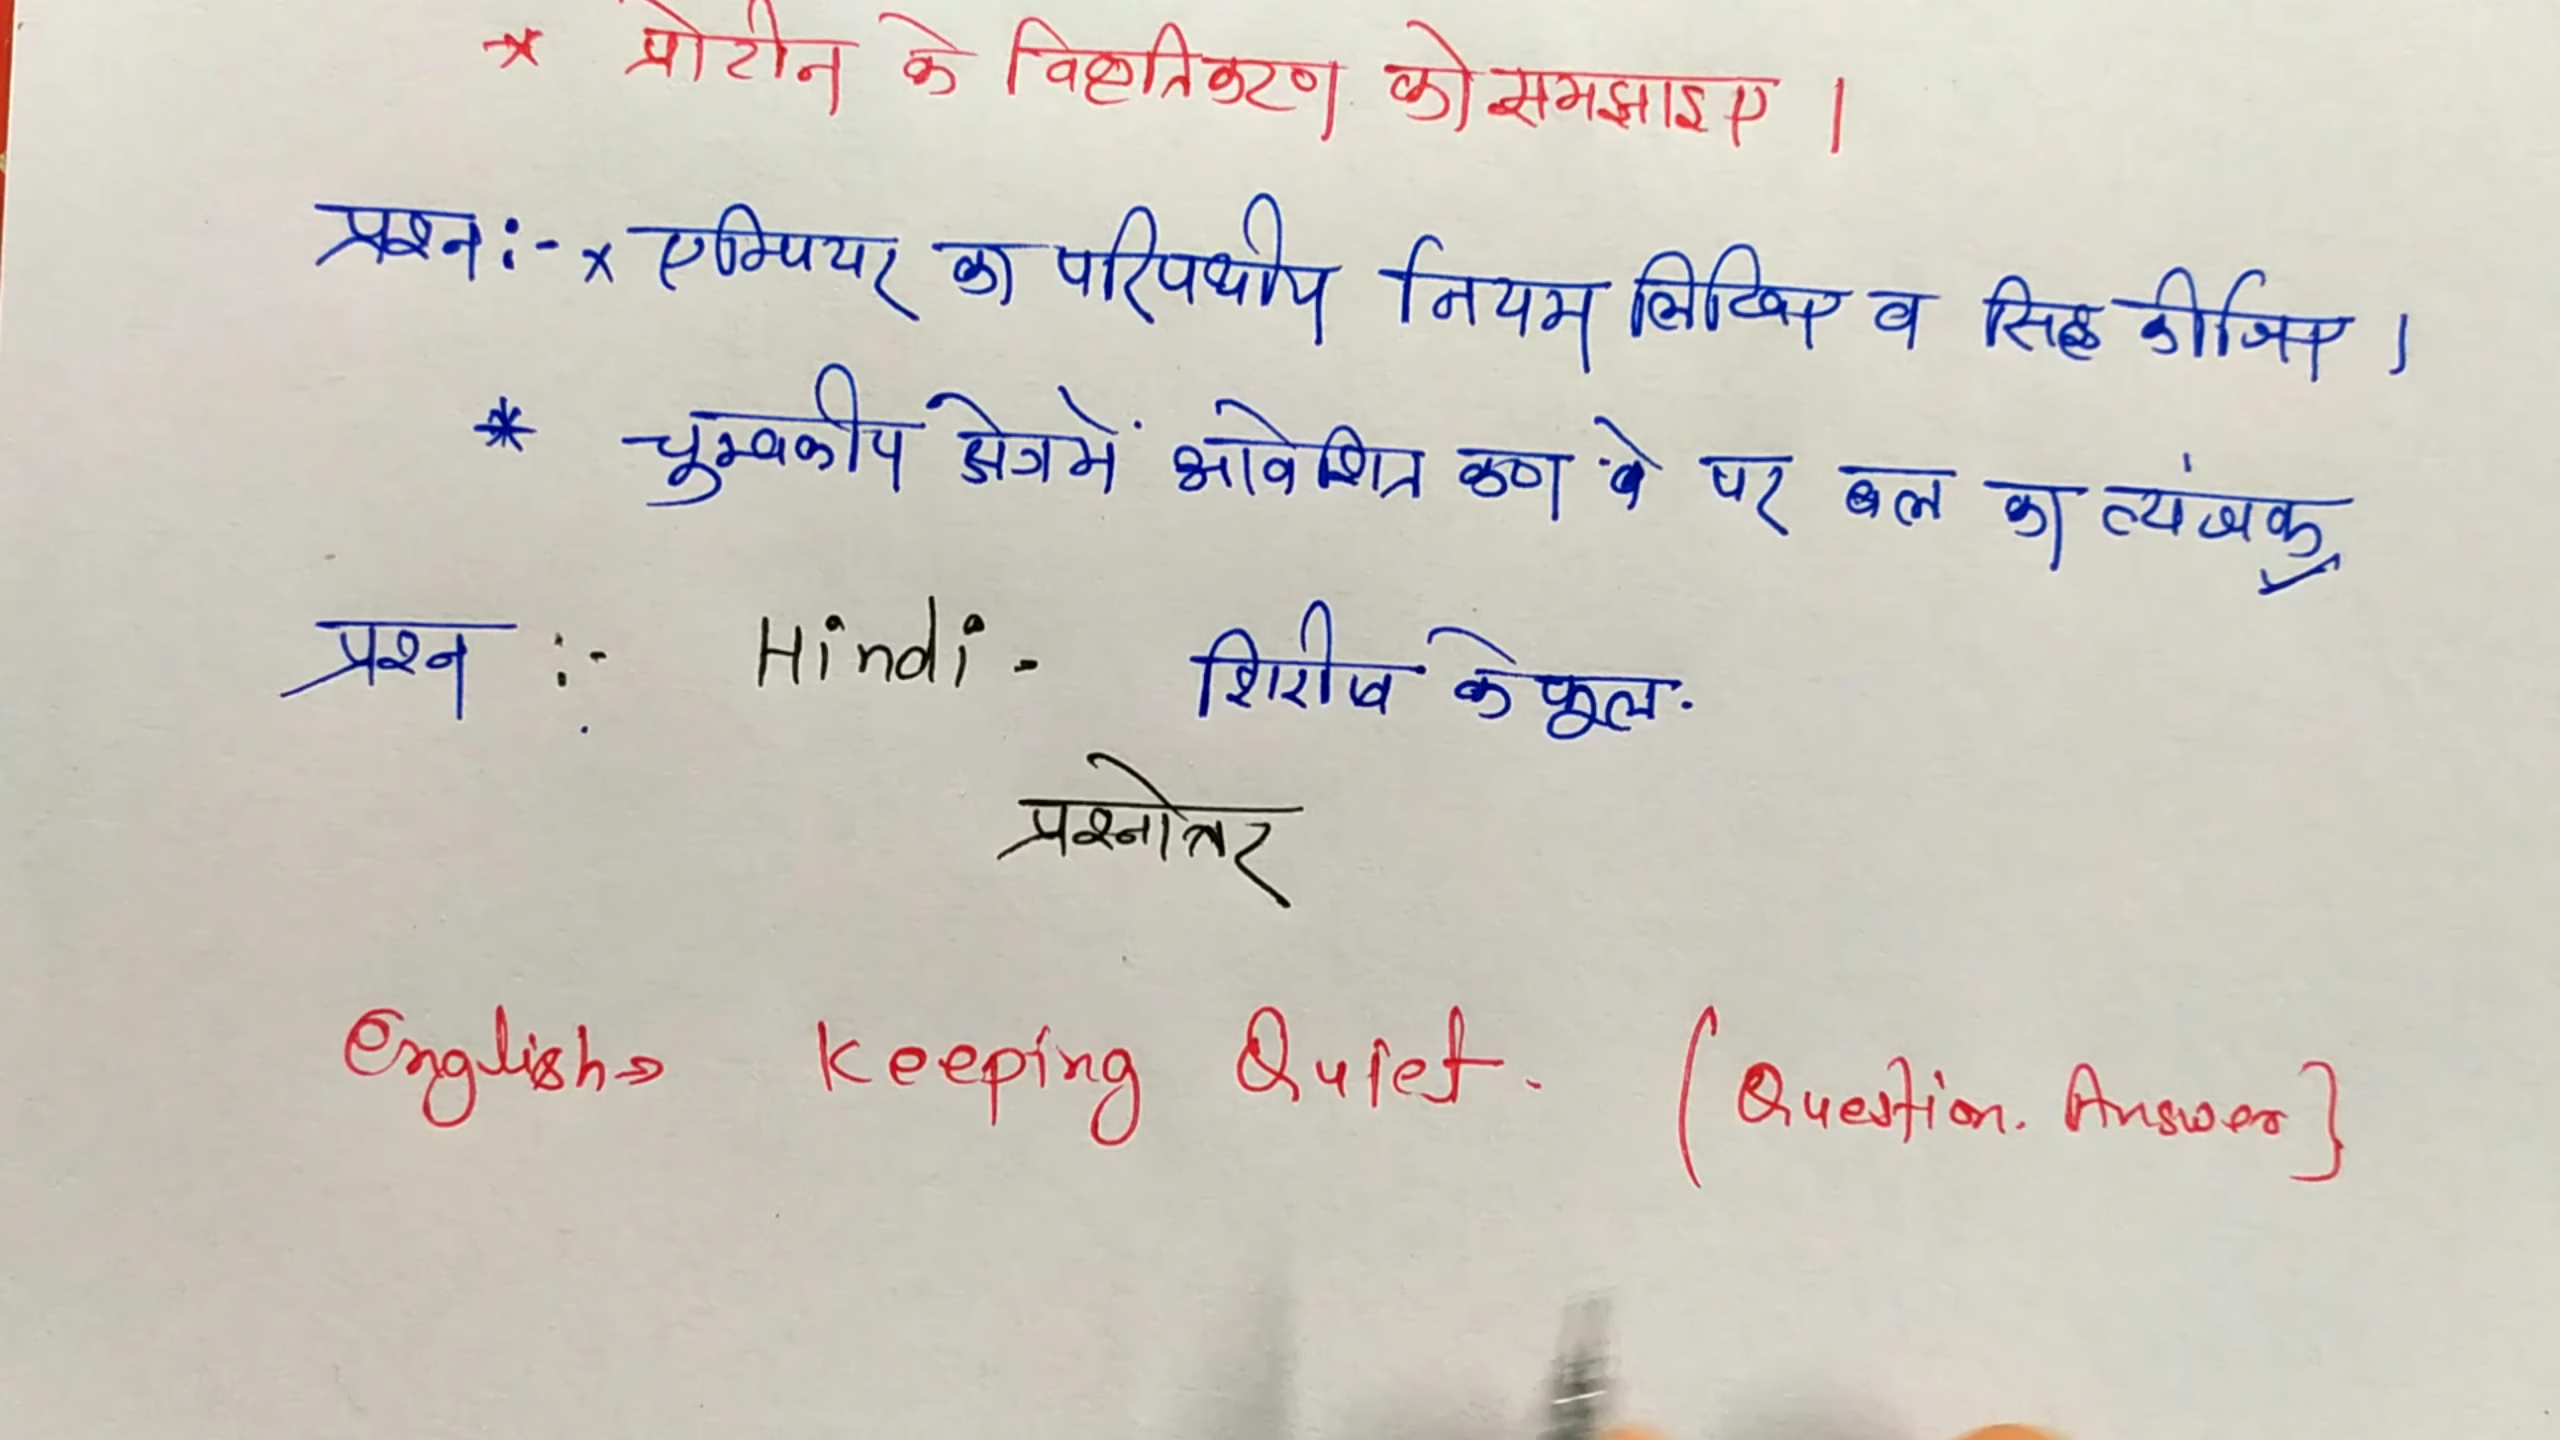 * प्रोटीन के विकृतिकरण को समझाइए ।
प्रश्न :- x एम्पियर का परिपथीय नियम लिखिए व सिद्ध कीजिए ।
* चुम्बकीय क्षेत्र में आवेशित कण पर बल का व्यंजक
प्रश्न :- Hindi - शिरीष के फूल.
प्रश्नोत्तर
English → Keeping Quiet. (Question. Answer]